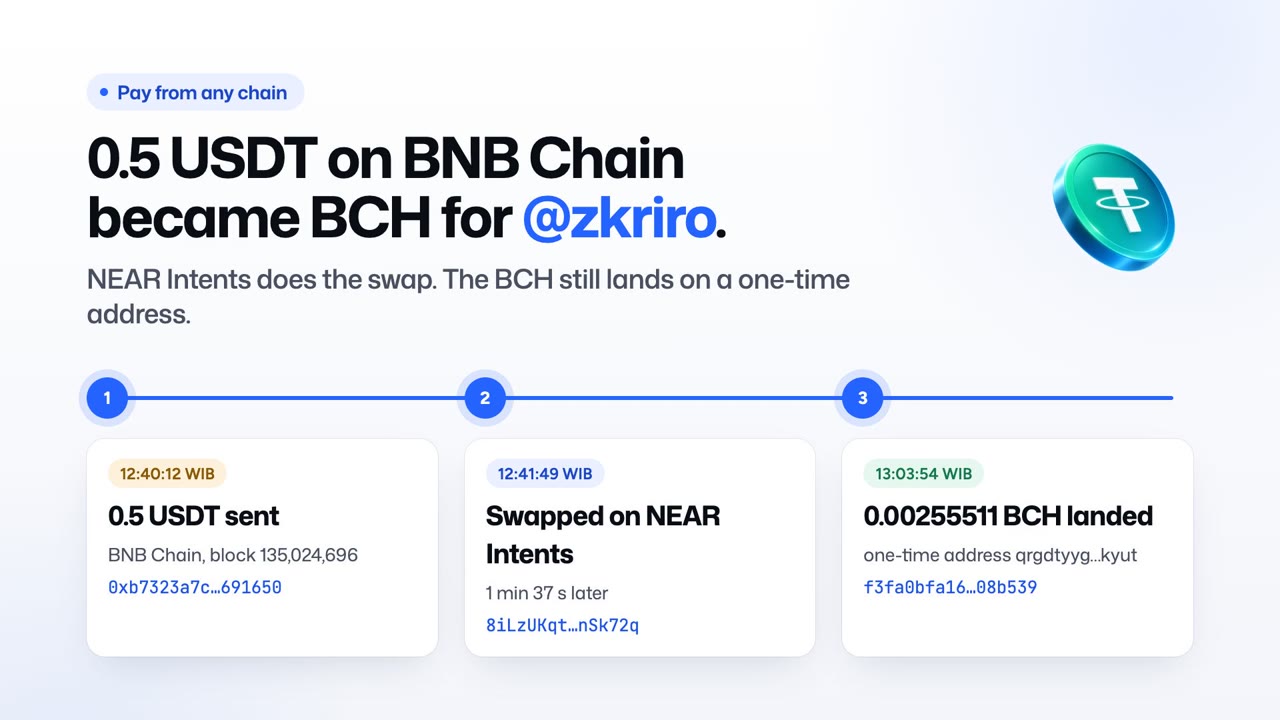 Pay from any chain
0.5 USDT on BNB Chain
became BCH for @zkriro.
NEAR Intents does the swap. The BCH still lands on a one-time
address.
1
2
3
12:40:12 WIB
0.5 USDT sent
BNB Chain, block 135,024,696
0xb7323a7c…691650
12:41:49 WIB
Swapped on NEAR
Intents
1 min 37 s later
8iLzUKqt…nSk72q
13:03:54 WIB
0.00255511 BCH landed
one-time address qrgdtyyg…kyut
f3fa0bfa16…08b539